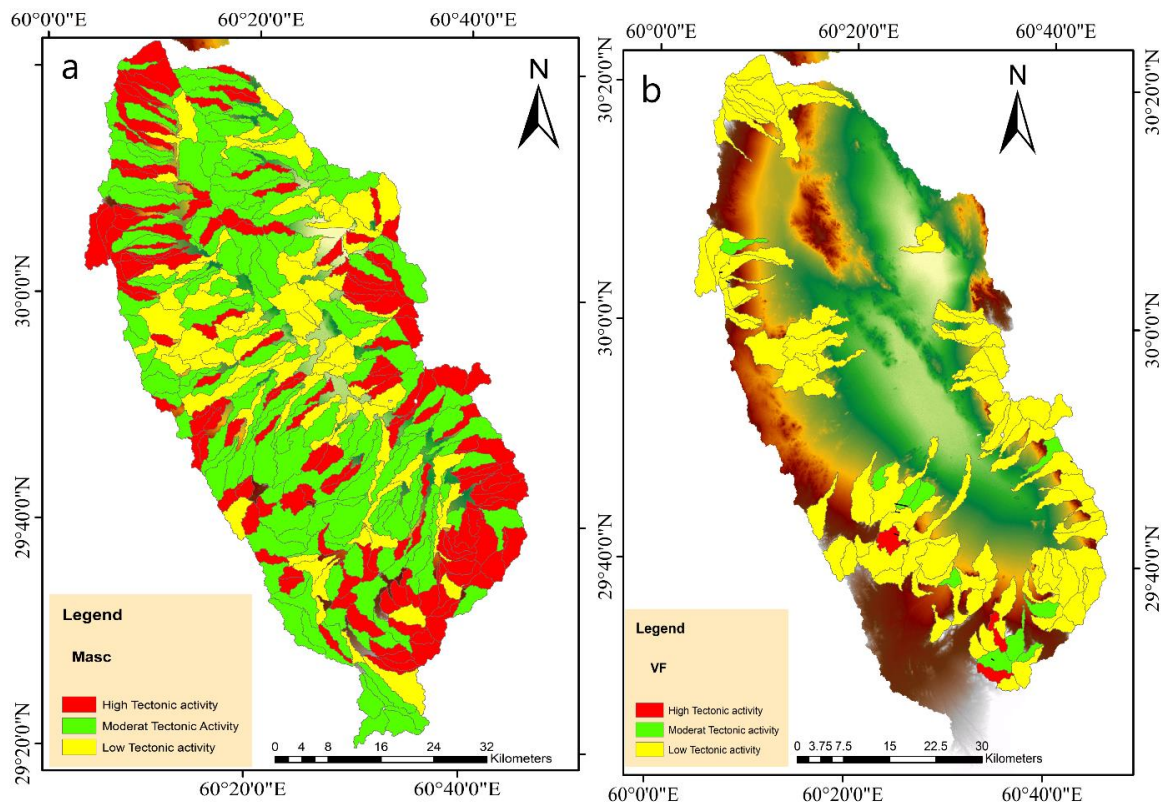 60°0'0"E 60°20'0"E 60°40'0"E
a
N
30°20'0"N
30°0'0"N
29°40'0"N
29°20'0"N
Legend
Masc
High Tectonic activity
Moderat Tectonic Activity
Low Tectonic activity
0 4 8 16 24 32
Kilometers
60°20'0"E 60°40'0"E
60°0'0"E 60°20'0"E 60°40'0"E
b
N
30°20'0"N
30°20'0"N
30°0'0"N
30°0'0"N
29°40'0"N
29°40'0"N
Legend
VF
High Tectonic activity
Moderate Tectonic activity
Low Tectonic activity
0 3.75 7.5 15 22.5 30
Kilometers
60°0'0"E 60°20'0"E 60°40'0"E